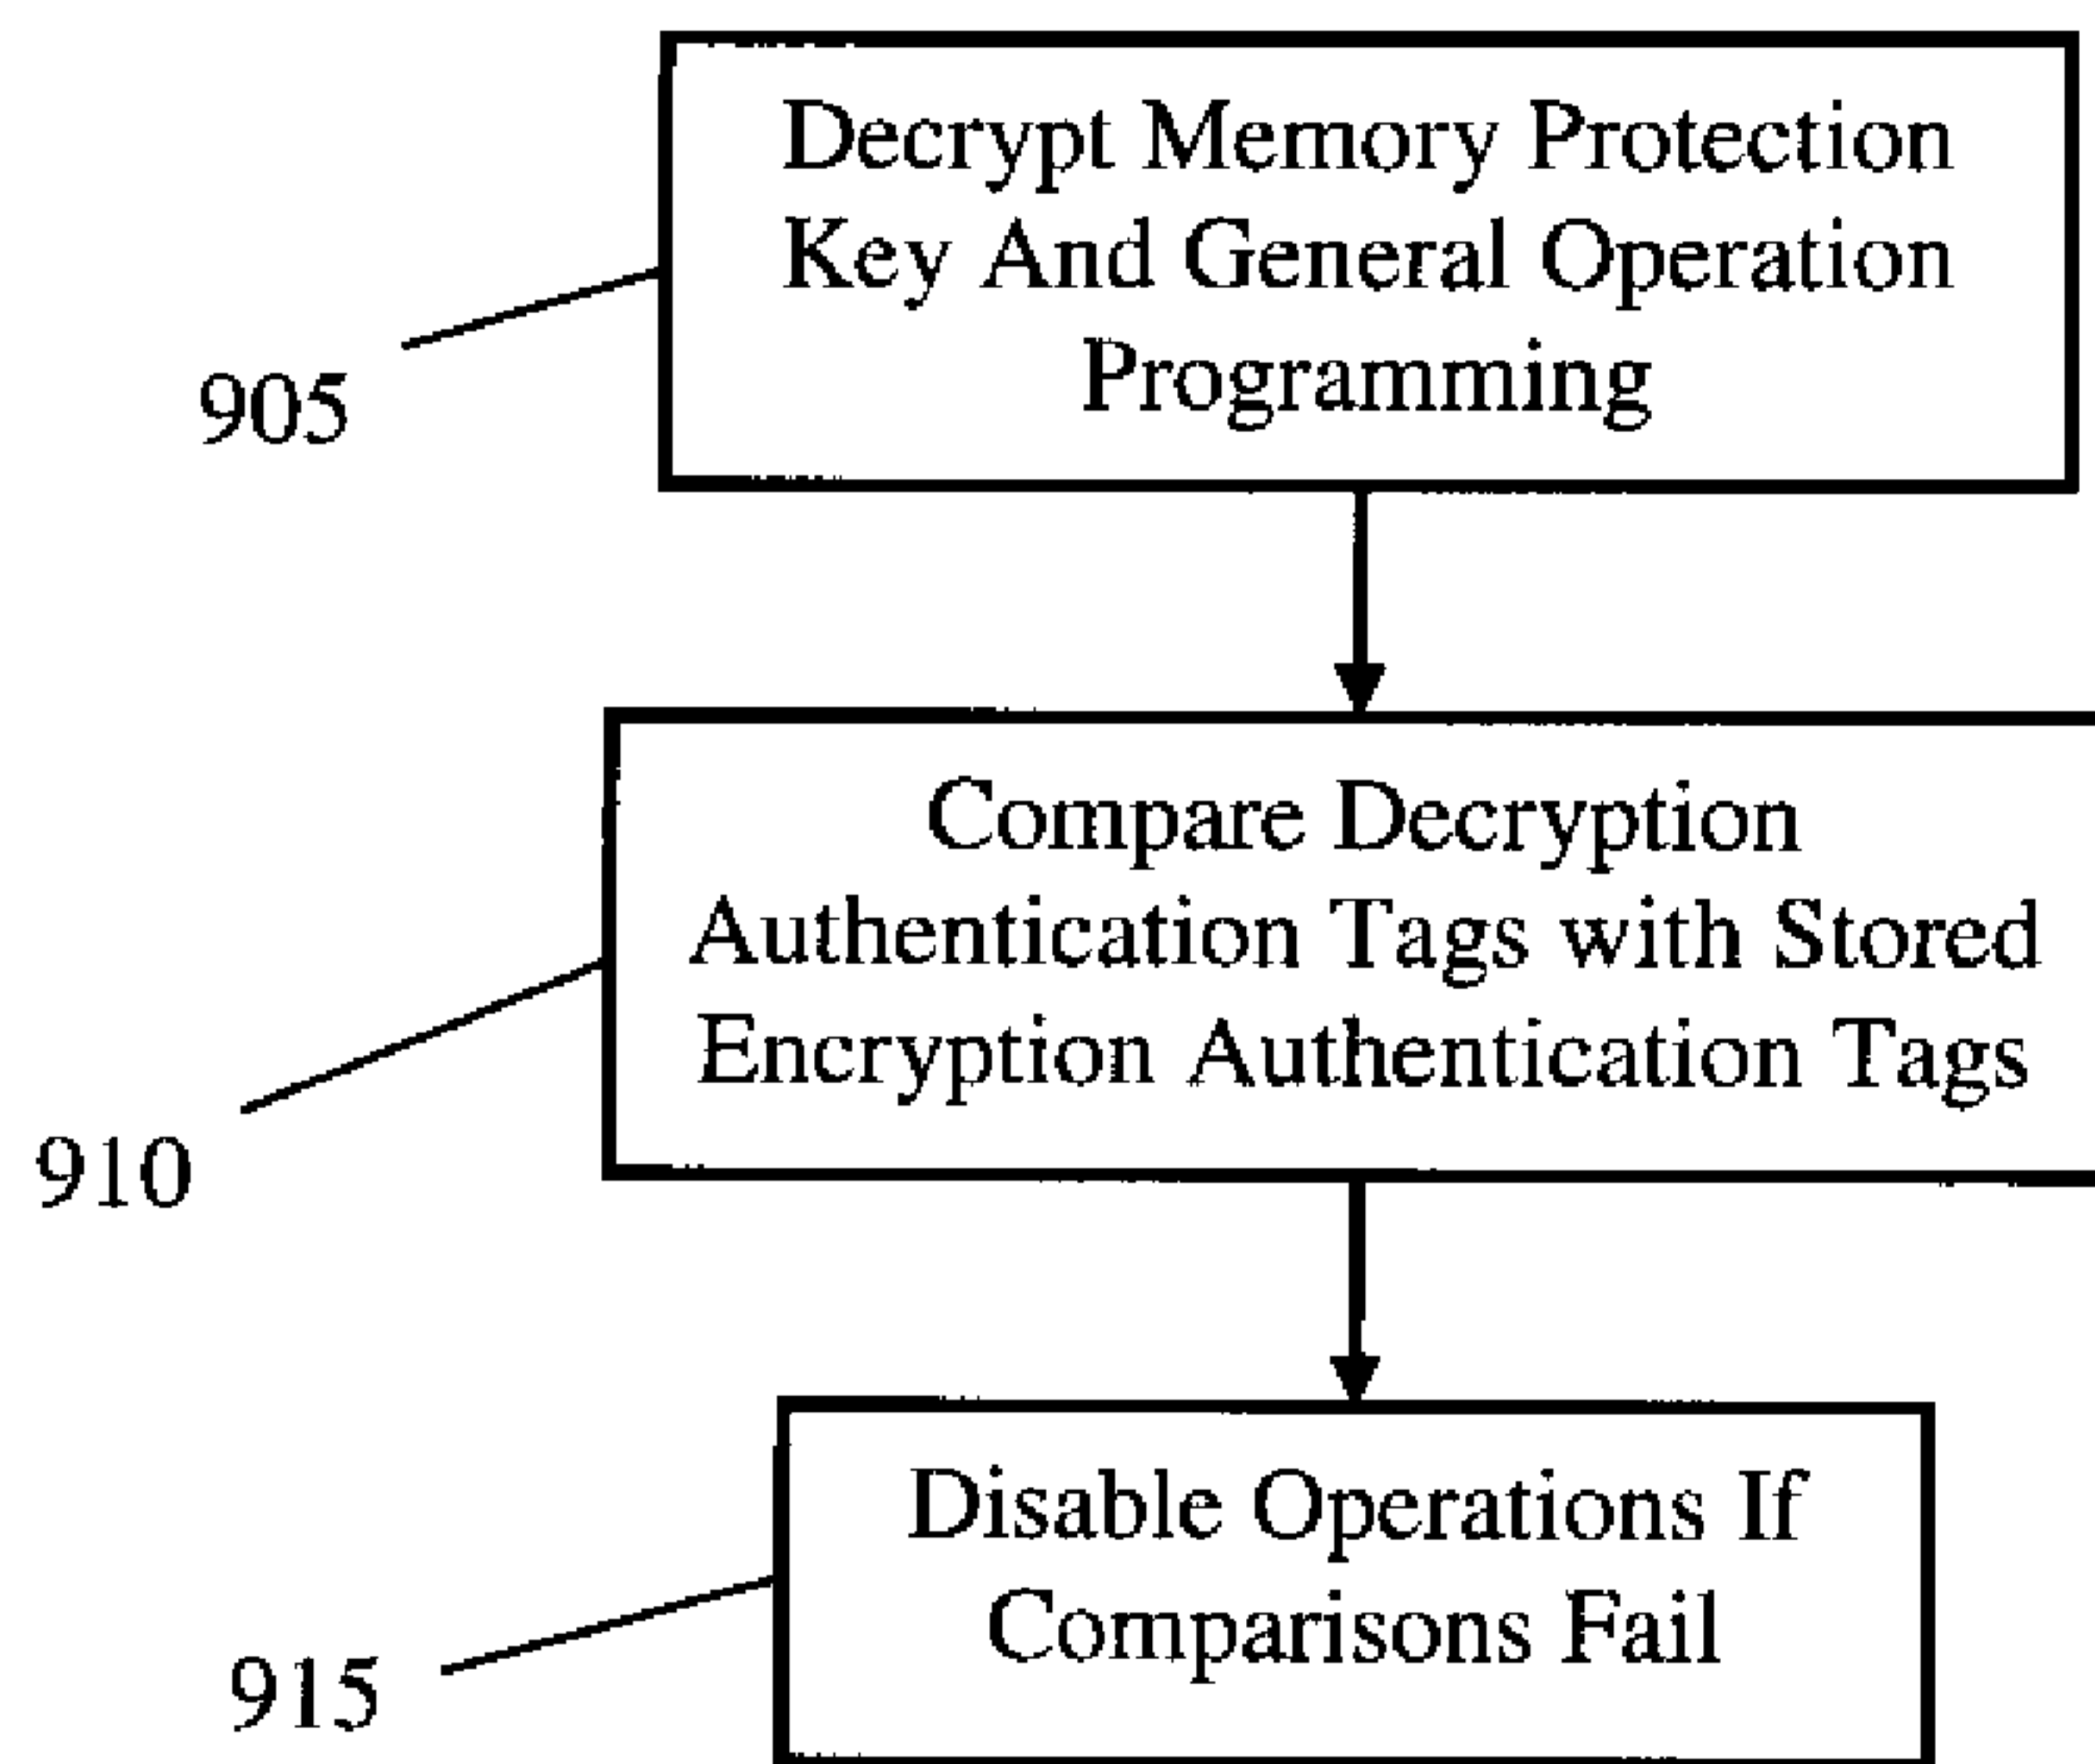 Decrypt Memory Protection
Key And General Operation
Programming
905
Compare Decryption
Authentication Tags with Stored
Encryption Authentication Tags
910
Disable Operations If
Comparisons Fail
915